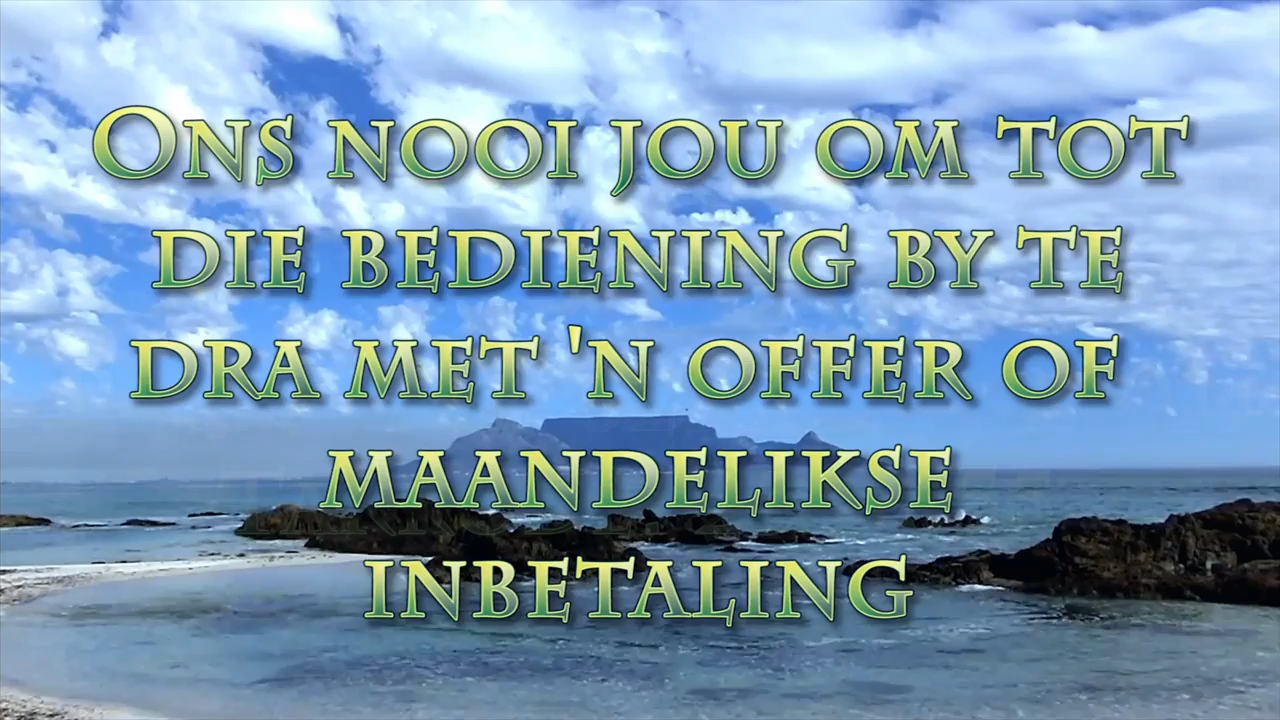 Ons nooi jou om tot
die bediening by te
dra met 'n offer of
maandelikse
inbetaling